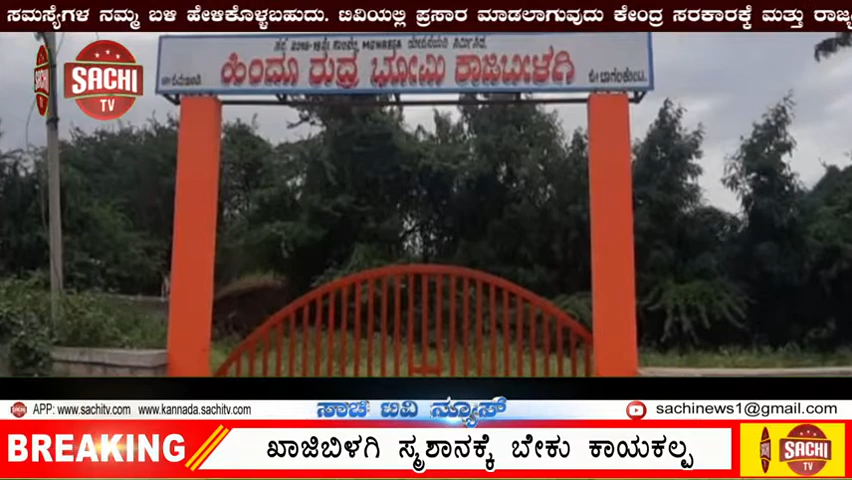 ಸಮಸ್ಯೆಗಳ ನಮ್ಮ ಬಳಿ ಹೇಳಿಕೊಳ್ಳಬಹುದು. ಟಿವಿಯಲ್ಲಿ ಪ್ರಸಾರ ಮಾಡಲಾಗುವುದು ಕೇಂದ್ರ ಸರಕಾರಕ್ಕೆ ಮತ್ತು
SACHI
TV
ಹಿಂದೂ ರುದ್ರ ಭೂಮಿ ಕಾಜಿಬೀಳಗಿ
SACHI APP: www.sachitv.com www.kannada.sachitv.com
ಸಾಚಿ ಟಿವಿ ನ್ಯೂಸ್
sachinews1@gmail.com
BREAKING
ಖಾಜಿಬಿಳಗಿ ಸ್ಮಶಾನಕ್ಕೆ ಬೇಕು ಕಾಯಕಲ್ಪ
SACHI
TV